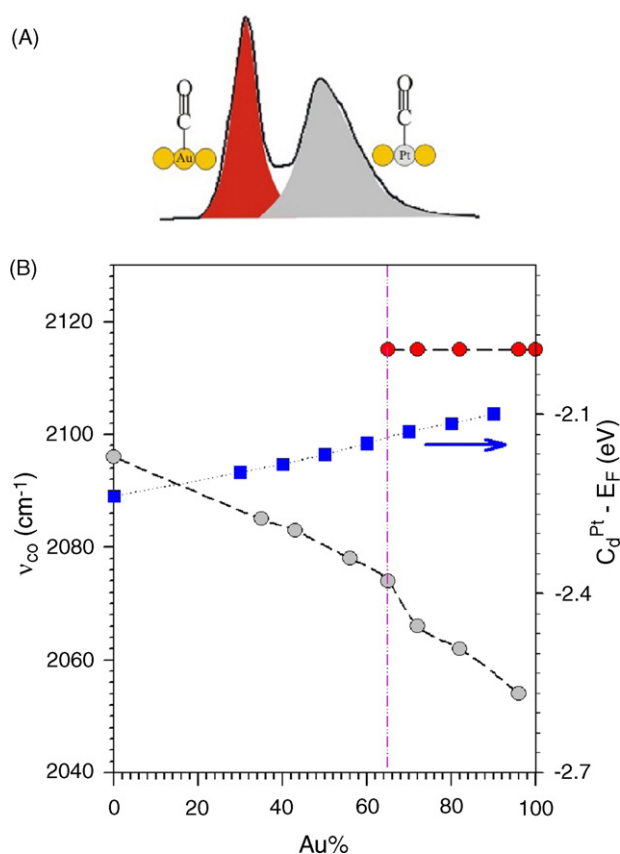 (A)
O
C
Au
O
C
Pt
(B)
2120
2100
2080
2060
2040
ν_CO (cm⁻¹)
-2.1
-2.4
-2.7
C_d^Pt - E_F (eV)
0 20 40 60 80 100
Au%